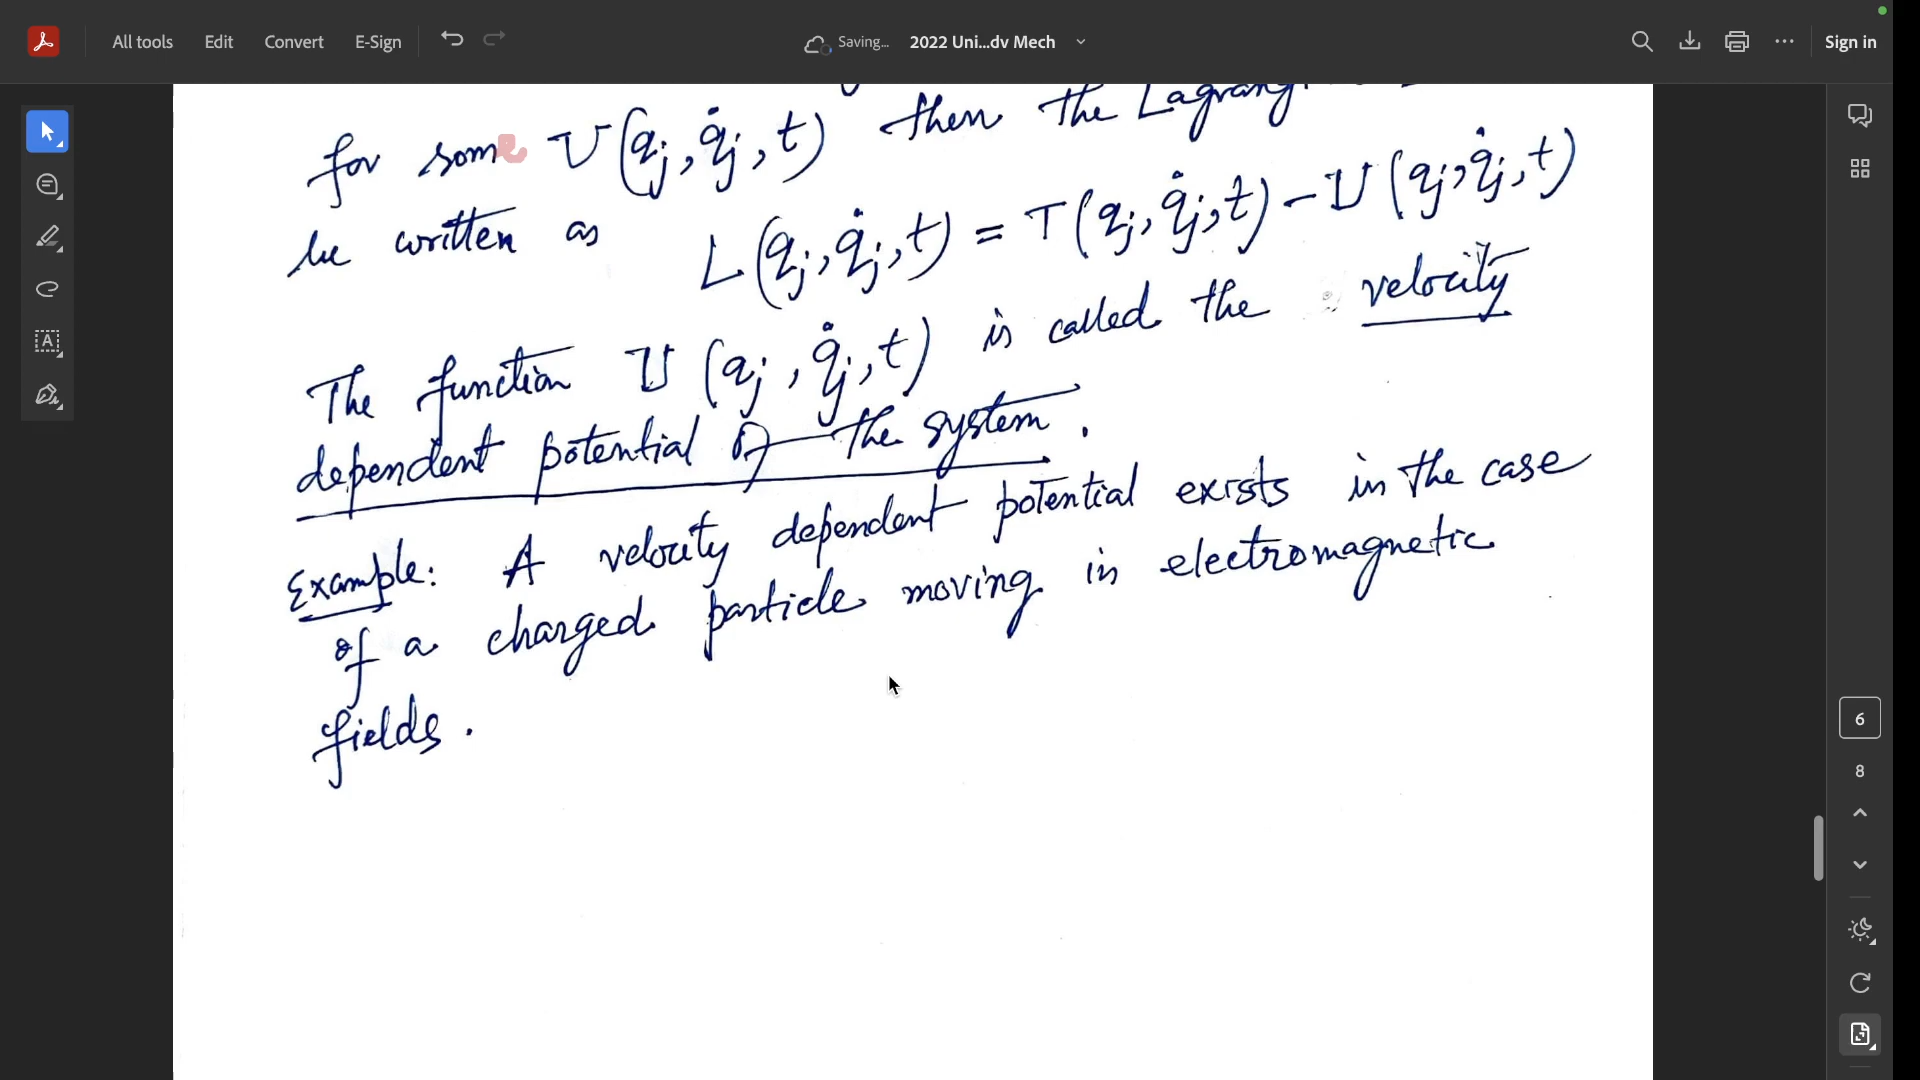 All tools Edit Convert E-Sign Saving... 2022 Uni...dv Mech Sign in
for some U(qj, q̇j, t) then the
be written as L(qj, q̇j, t) = T(qj, q̇j, t) - U(qj, q̇j, t)
The function U(qj, q̇j, t) is called the velocity
dependent potential of the system.
Example: A velocity dependent potential exists in the case
of a charged particle moving in electromagnetic
fields.
6
8